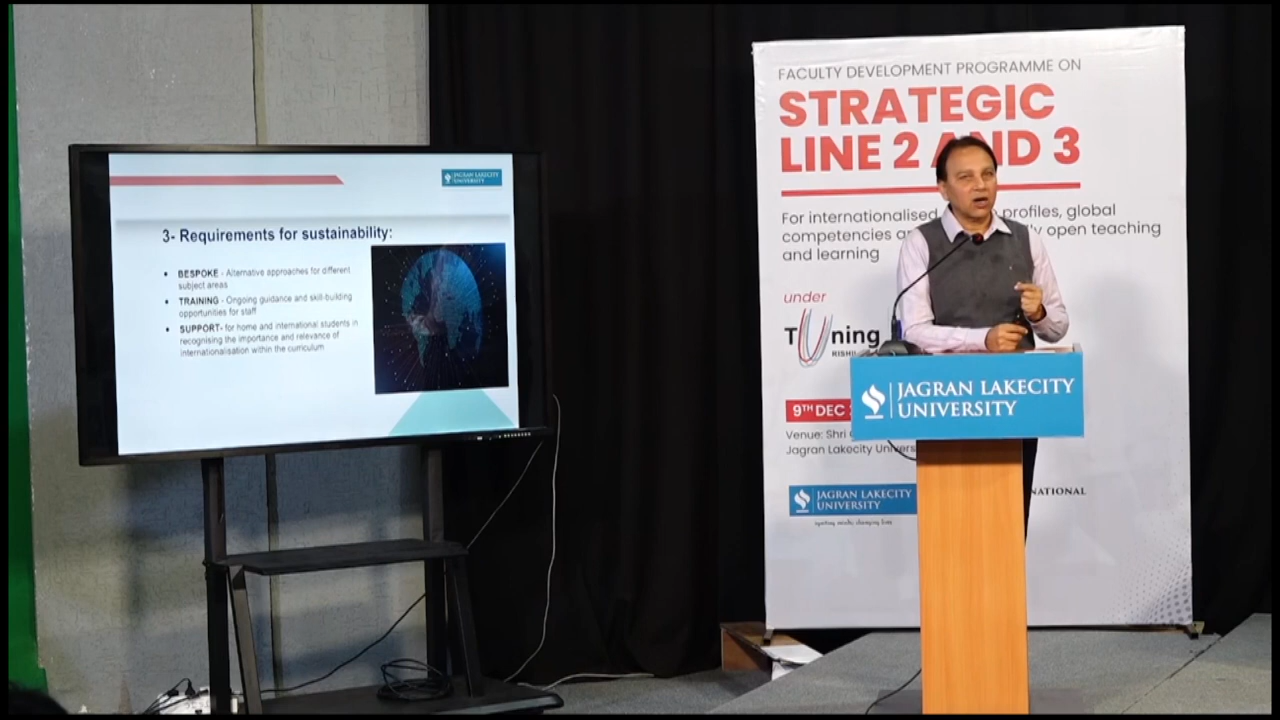 JAGRAN LAKECITY
UNIVERSITY
3- Requirements for sustainability:
BESPOKE - Alternative approaches for different
subject areas
TRAINING - Ongoing guidance and skill-building
opportunities for staff
SUPPORT- for home and international students in
recognising the importance and relevance of
internationalisation within the curriculum
FACULTY DEVELOPMENT PROGRAMME ON
STRATEGIC
LINE 2 AND 3
For internationalised profiles, global
competencies open teaching
and learning
under
Tuning
9TH DEC
Venue: Shri
Jagran Lakecity
JAGRAN LAKECITY
UNIVERSITY
JAGRAN LAKECITY
UNIVERSITY